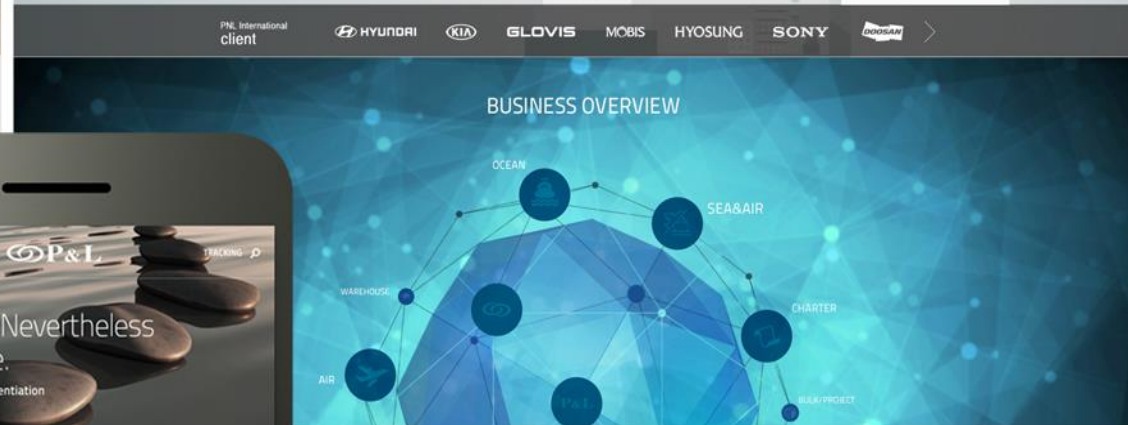 PNL International
client
HYUNDAI
KIA
GLOVIS
MOBIS
HYOSUNG
SONY
DOOSAN
BUSINESS OVERVIEW
OCEAN
SEA&AIR
WAREHOUSE
CHARTER
AIR
BULK/PROJECT
P&L
P&L
TRACKING
Nevertheless
e.
entiation